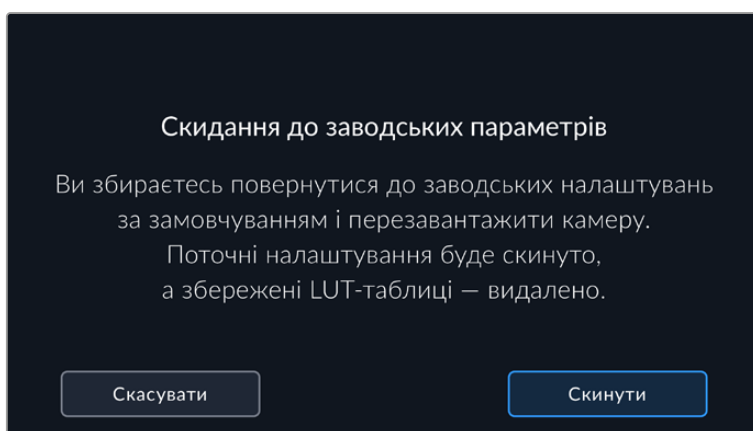 Скидання до заводських параметрів
Ви збираєтесь повернутися до заводських налаштувань
за замовчуванням і перезавантажити камеру.
Поточні налаштування буде скинуто,
а збережені LUT-таблиці — видалено.
Скасувати
Скинути